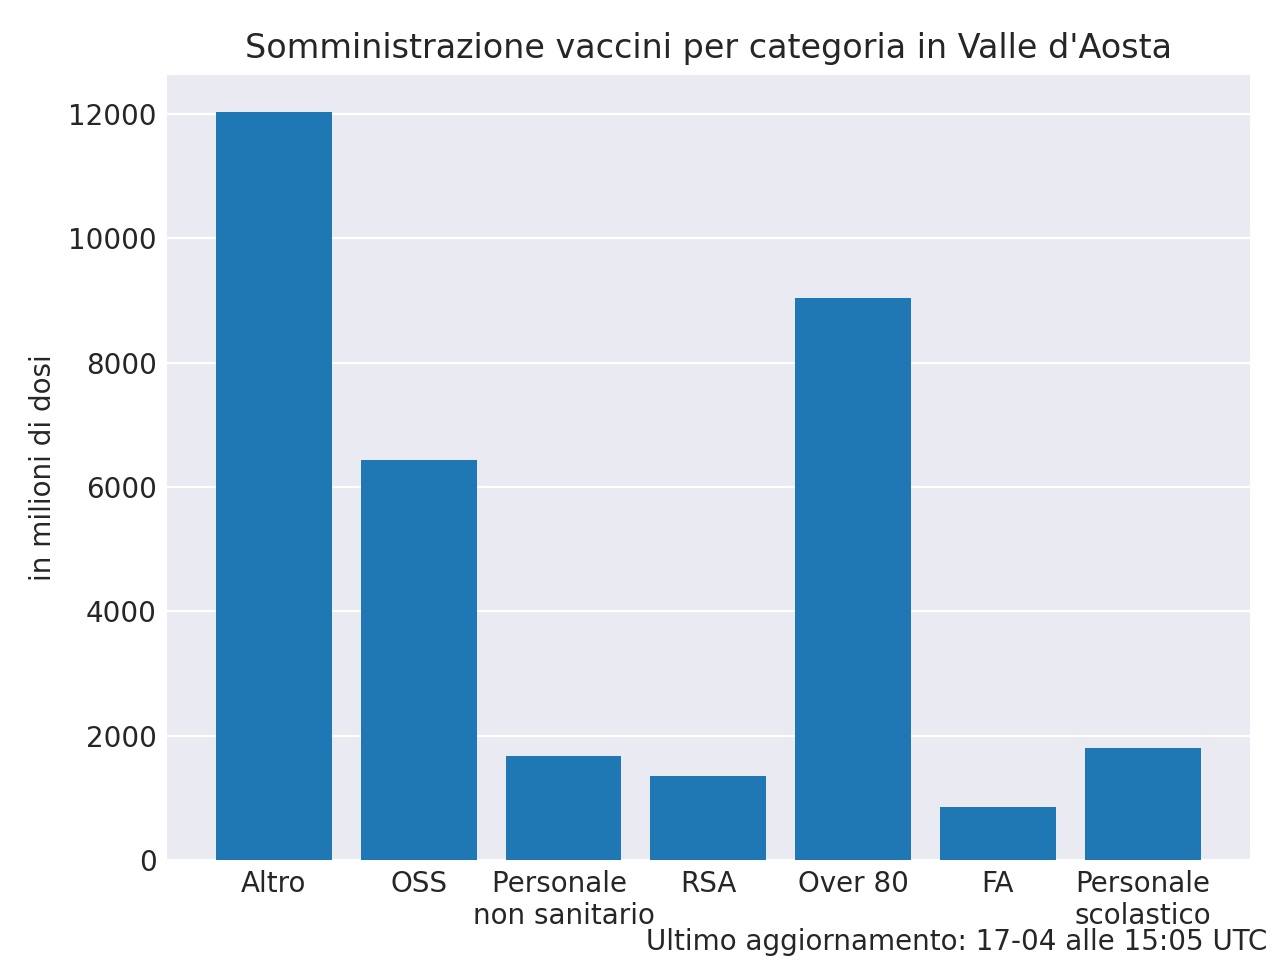 Somministrazione vaccini per categoria in Valle d'Aosta
in milioni di dosi
12000
10000
8000
6000
4000
2000
0
Altro
OSS
Personale
non sanitario
RSA
Over 80
FA
Personale
scolastico
Ultimo aggiornamento: 17-04 alle 15:05 UTC